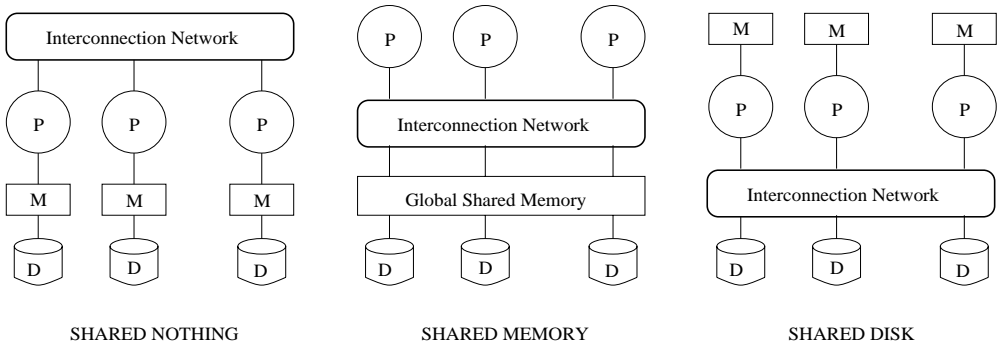 Interconnection Network
P P P
M M M
D D D
SHARED NOTHING
P P P
Interconnection Network
Global Shared Memory
D D D
SHARED MEMORY
M M M
P P P
Interconnection Network
D D D
SHARED DISK